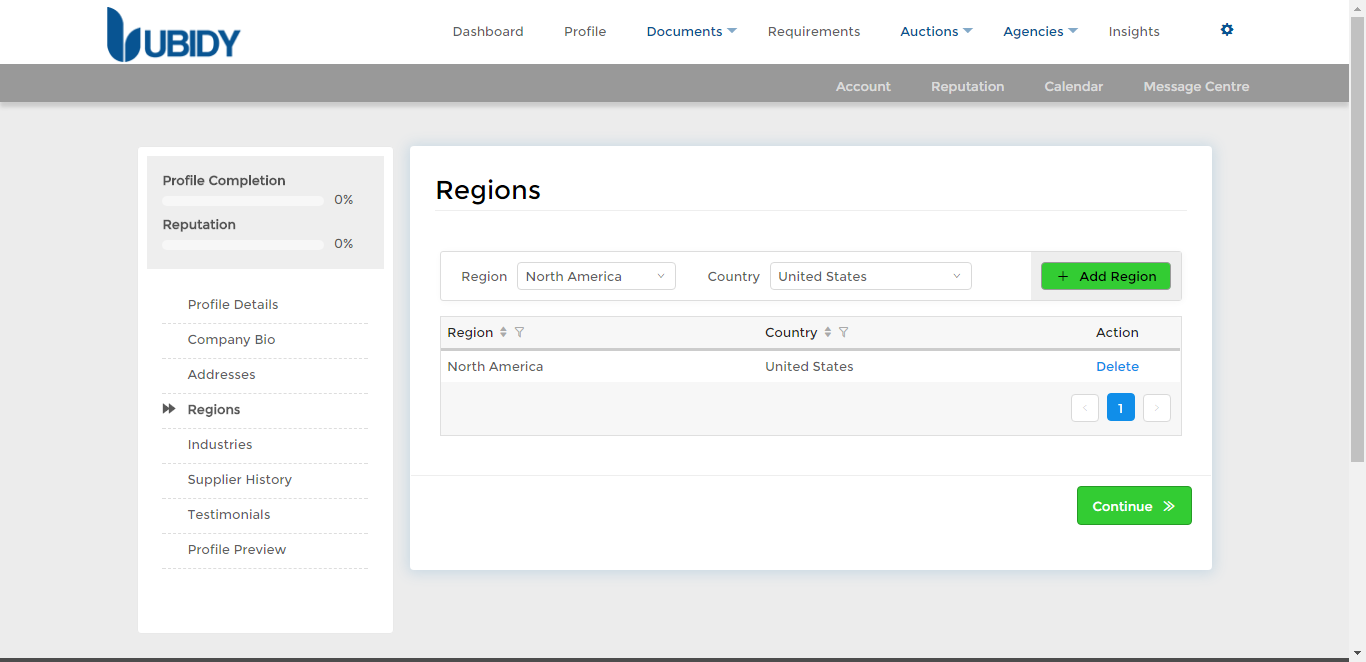 UBIDY
Dashboard Profile Documents Requirements Auctions Agencies Insights
Account Reputation Calendar Message Centre
Profile Completion
0%
Reputation
0%
Profile Details
Company Bio
Addresses
Regions
Industries
Supplier History
Testimonials
Profile Preview
Regions
Region North America Country United States + Add Region
Region Country Action
North America United States Delete
< 1 >
Continue